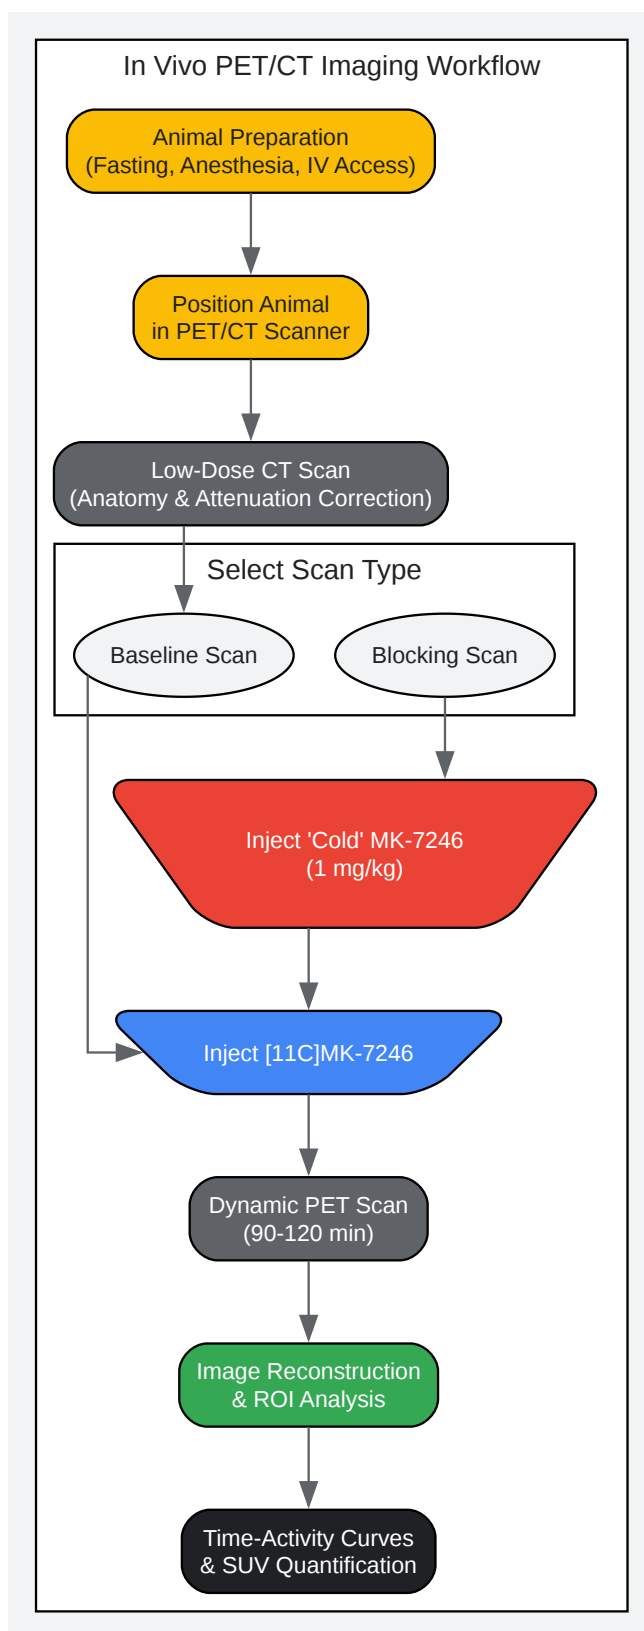 In Vivo PET/CT Imaging Workflow
Animal Preparation
(Fasting, Anesthesia, IV Access)
Position Animal
in PET/CT Scanner
Low-Dose CT Scan
(Anatomy & Attenuation Correction)
Select Scan Type
Baseline Scan
Blocking Scan
Inject 'Cold' MK-7246
(1 mg/kg)
Inject [11C]MK-7246
Dynamic PET Scan
(90-120 min)
Image Reconstruction
& ROI Analysis
Time-Activity Curves
& SUV Quantification